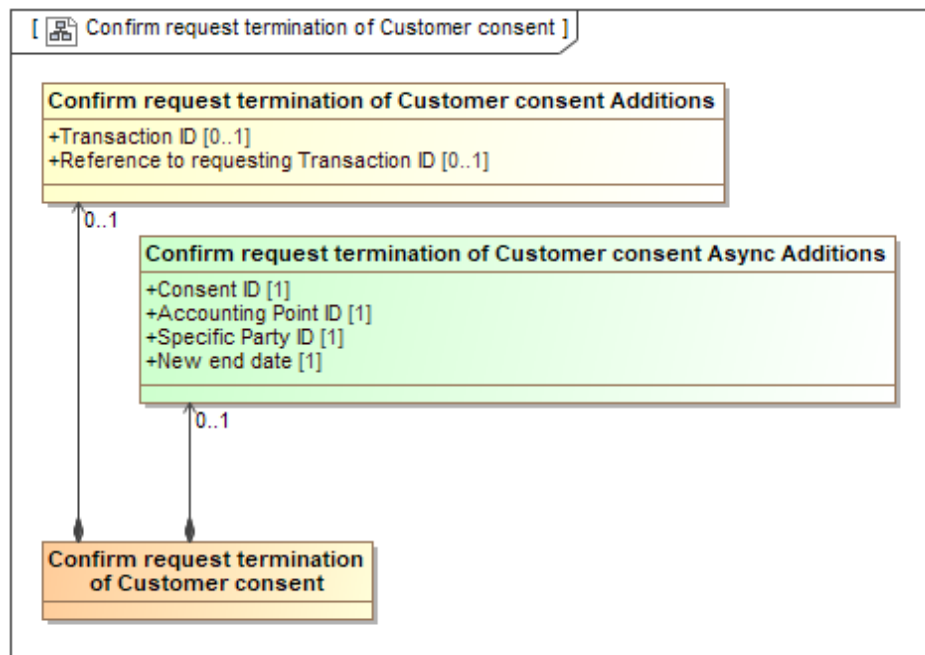 [ Confirm request termination of Customer consent ]
Confirm request termination of Customer consent Additions
+Transaction ID [0..1]
+Reference to requesting Transaction ID [0..1]
0..1
Confirm request termination of Customer consent Async Additions
+Consent ID [1]
+Accounting Point ID [1]
+Specific Party ID [1]
+New end date [1]
0..1
Confirm request termination
of Customer consent